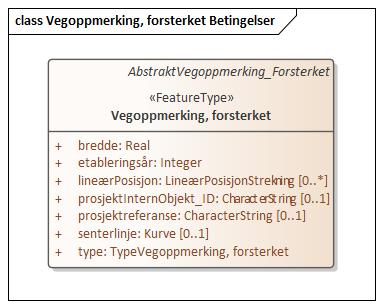 class Vegoppmerking, forsterket Betingelser
AbstraktVegoppmerking_Forsterket
«FeatureType»
Vegoppmerking, forsterket
+ bredde: Real
+ etableringsår: Integer
+ lineærPosisjon: LineærPosisjonStrekning [0..*]
+ prosjektInternObjekt_ID: CharacterString [0..1]
+ prosjektreferanse: CharacterString [0..1]
+ senterlinje: Kurve [0..1]
+ type: TypeVegoppmerking, forsterket